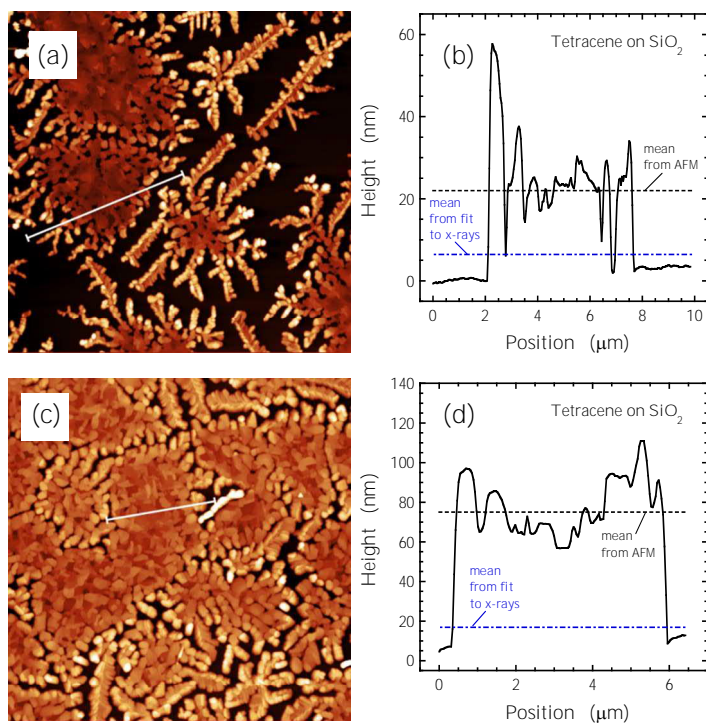 (a)
(b)
Tetracene on SiO₂
60
40
20
0
Height (nm)
mean
from AFM
mean
from fit
to x-rays
0
2
4
6
8
10
Position (μm)
(c)
(d)
Tetracene on SiO₂
140
120
100
80
60
40
20
0
Height (nm)
mean
from AFM
mean
from fit
to x-rays
0
2
4
6
Position (μm)